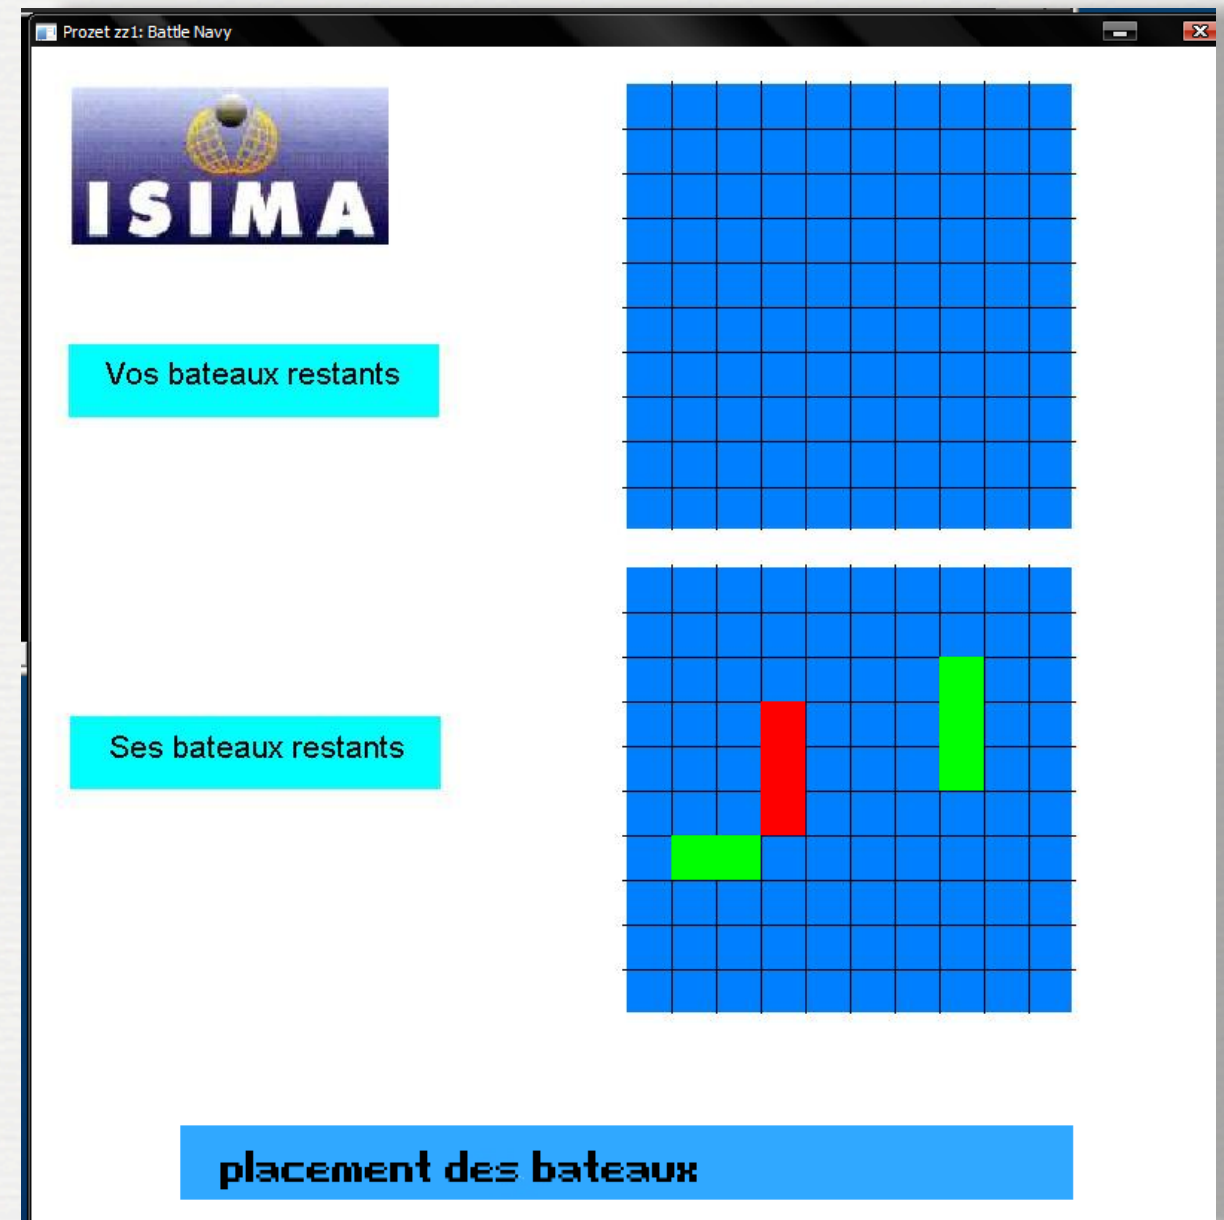 Prozet zz1: Battle Navy
ISIMA
Vos bateaux restants
Ses bateaux restants
placement des bateaux